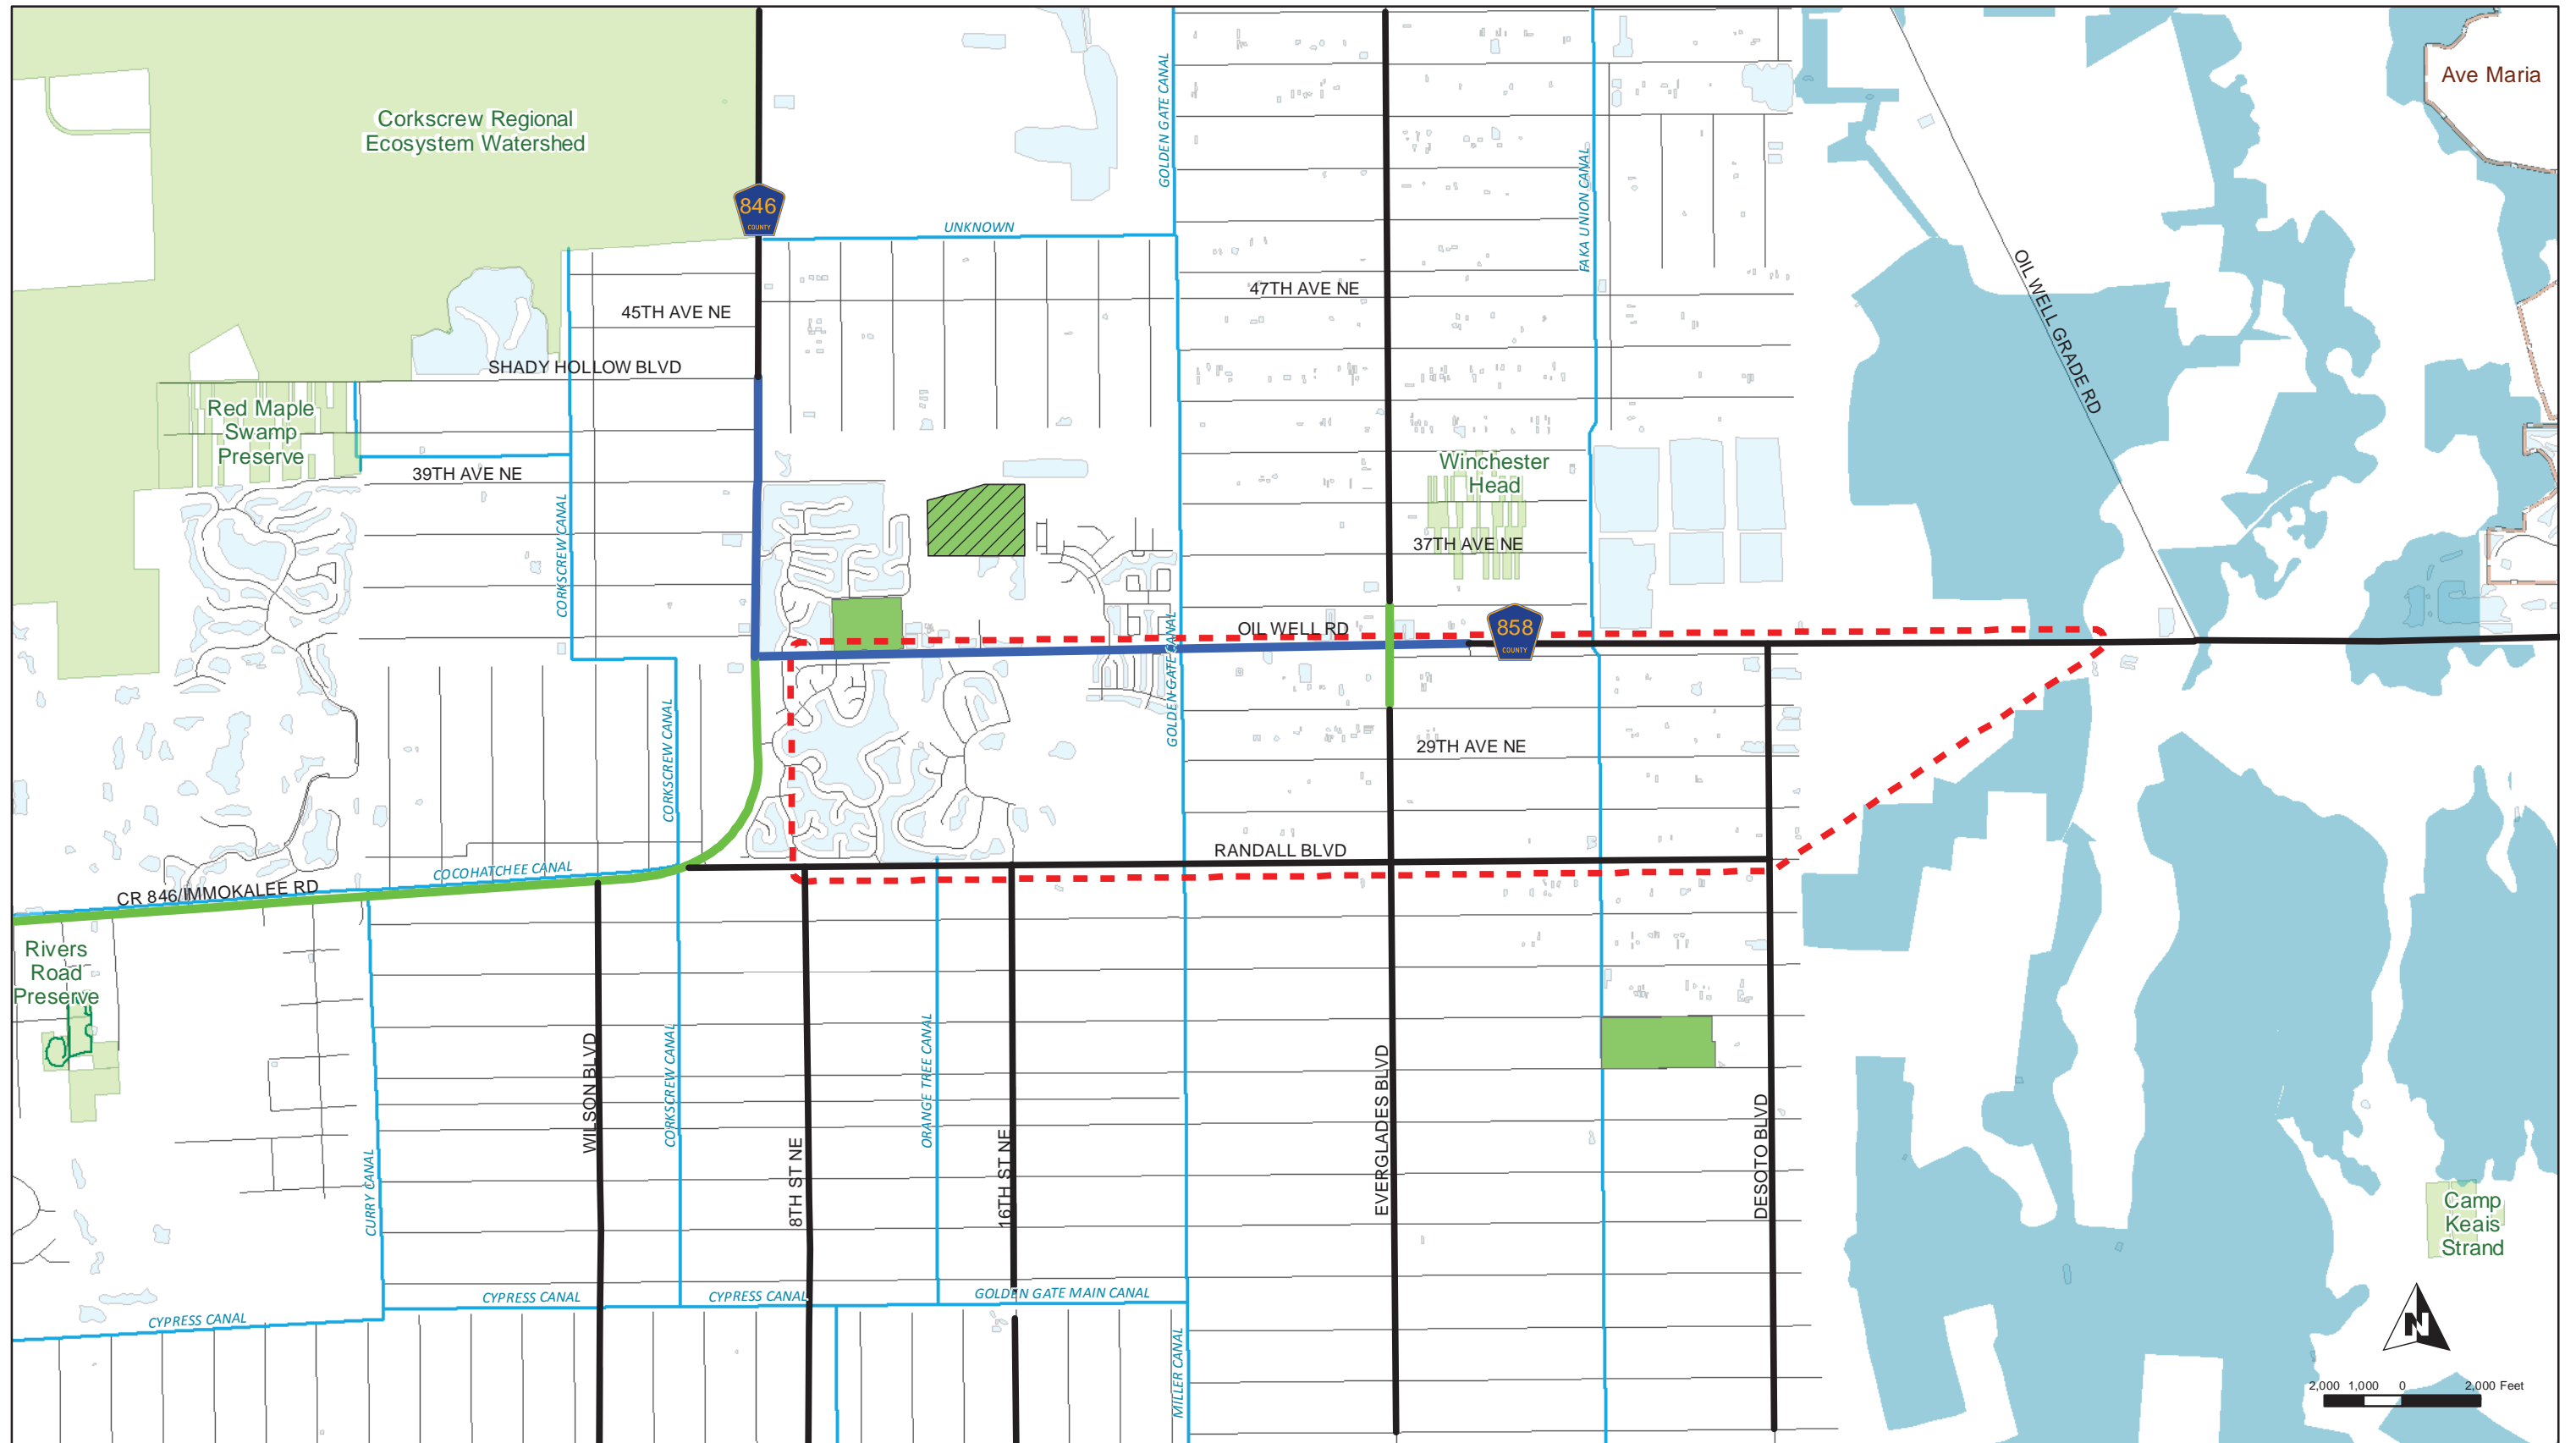 Ave Maria
Corkscrew Regional
Ecosystem Watershed
GOLDEN GATE CANAL
846
COUNTY
FAKA UNION CANAL
UNKNOWN
47TH AVE NE
45TH AVE NE
OIL WELL GRADE RD
SHADY HOLLOW BLVD
Red Maple
Swamp
Preserve
39TH AVE NE
Winchester
Head
CORKSCREW CANAL
37TH AVE NE
OIL WELL RD
858
COUNTY
GOLDEN GATE CANAL
CORKSCREW CANAL
29TH AVE NE
RANDALL BLVD
COCOHATCHEE CANAL
CR 846/IMMOKALEE RD
Rivers
Road
Preserve
WILSON BLVD
CORKSCREW CANAL
ORANGE TREE CANAL
8TH ST NE
16TH ST NE
EVERGLADES BLVD
DESOTO BLVD
CURRY CANAL
Camp
Keais
Strand
CYPRESS CANAL
CYPRESS CANAL
GOLDEN GATE MAIN CANAL
CYPRESS CANAL
MILLER CANAL
N
2,000 1,000 0 2,000 Feet